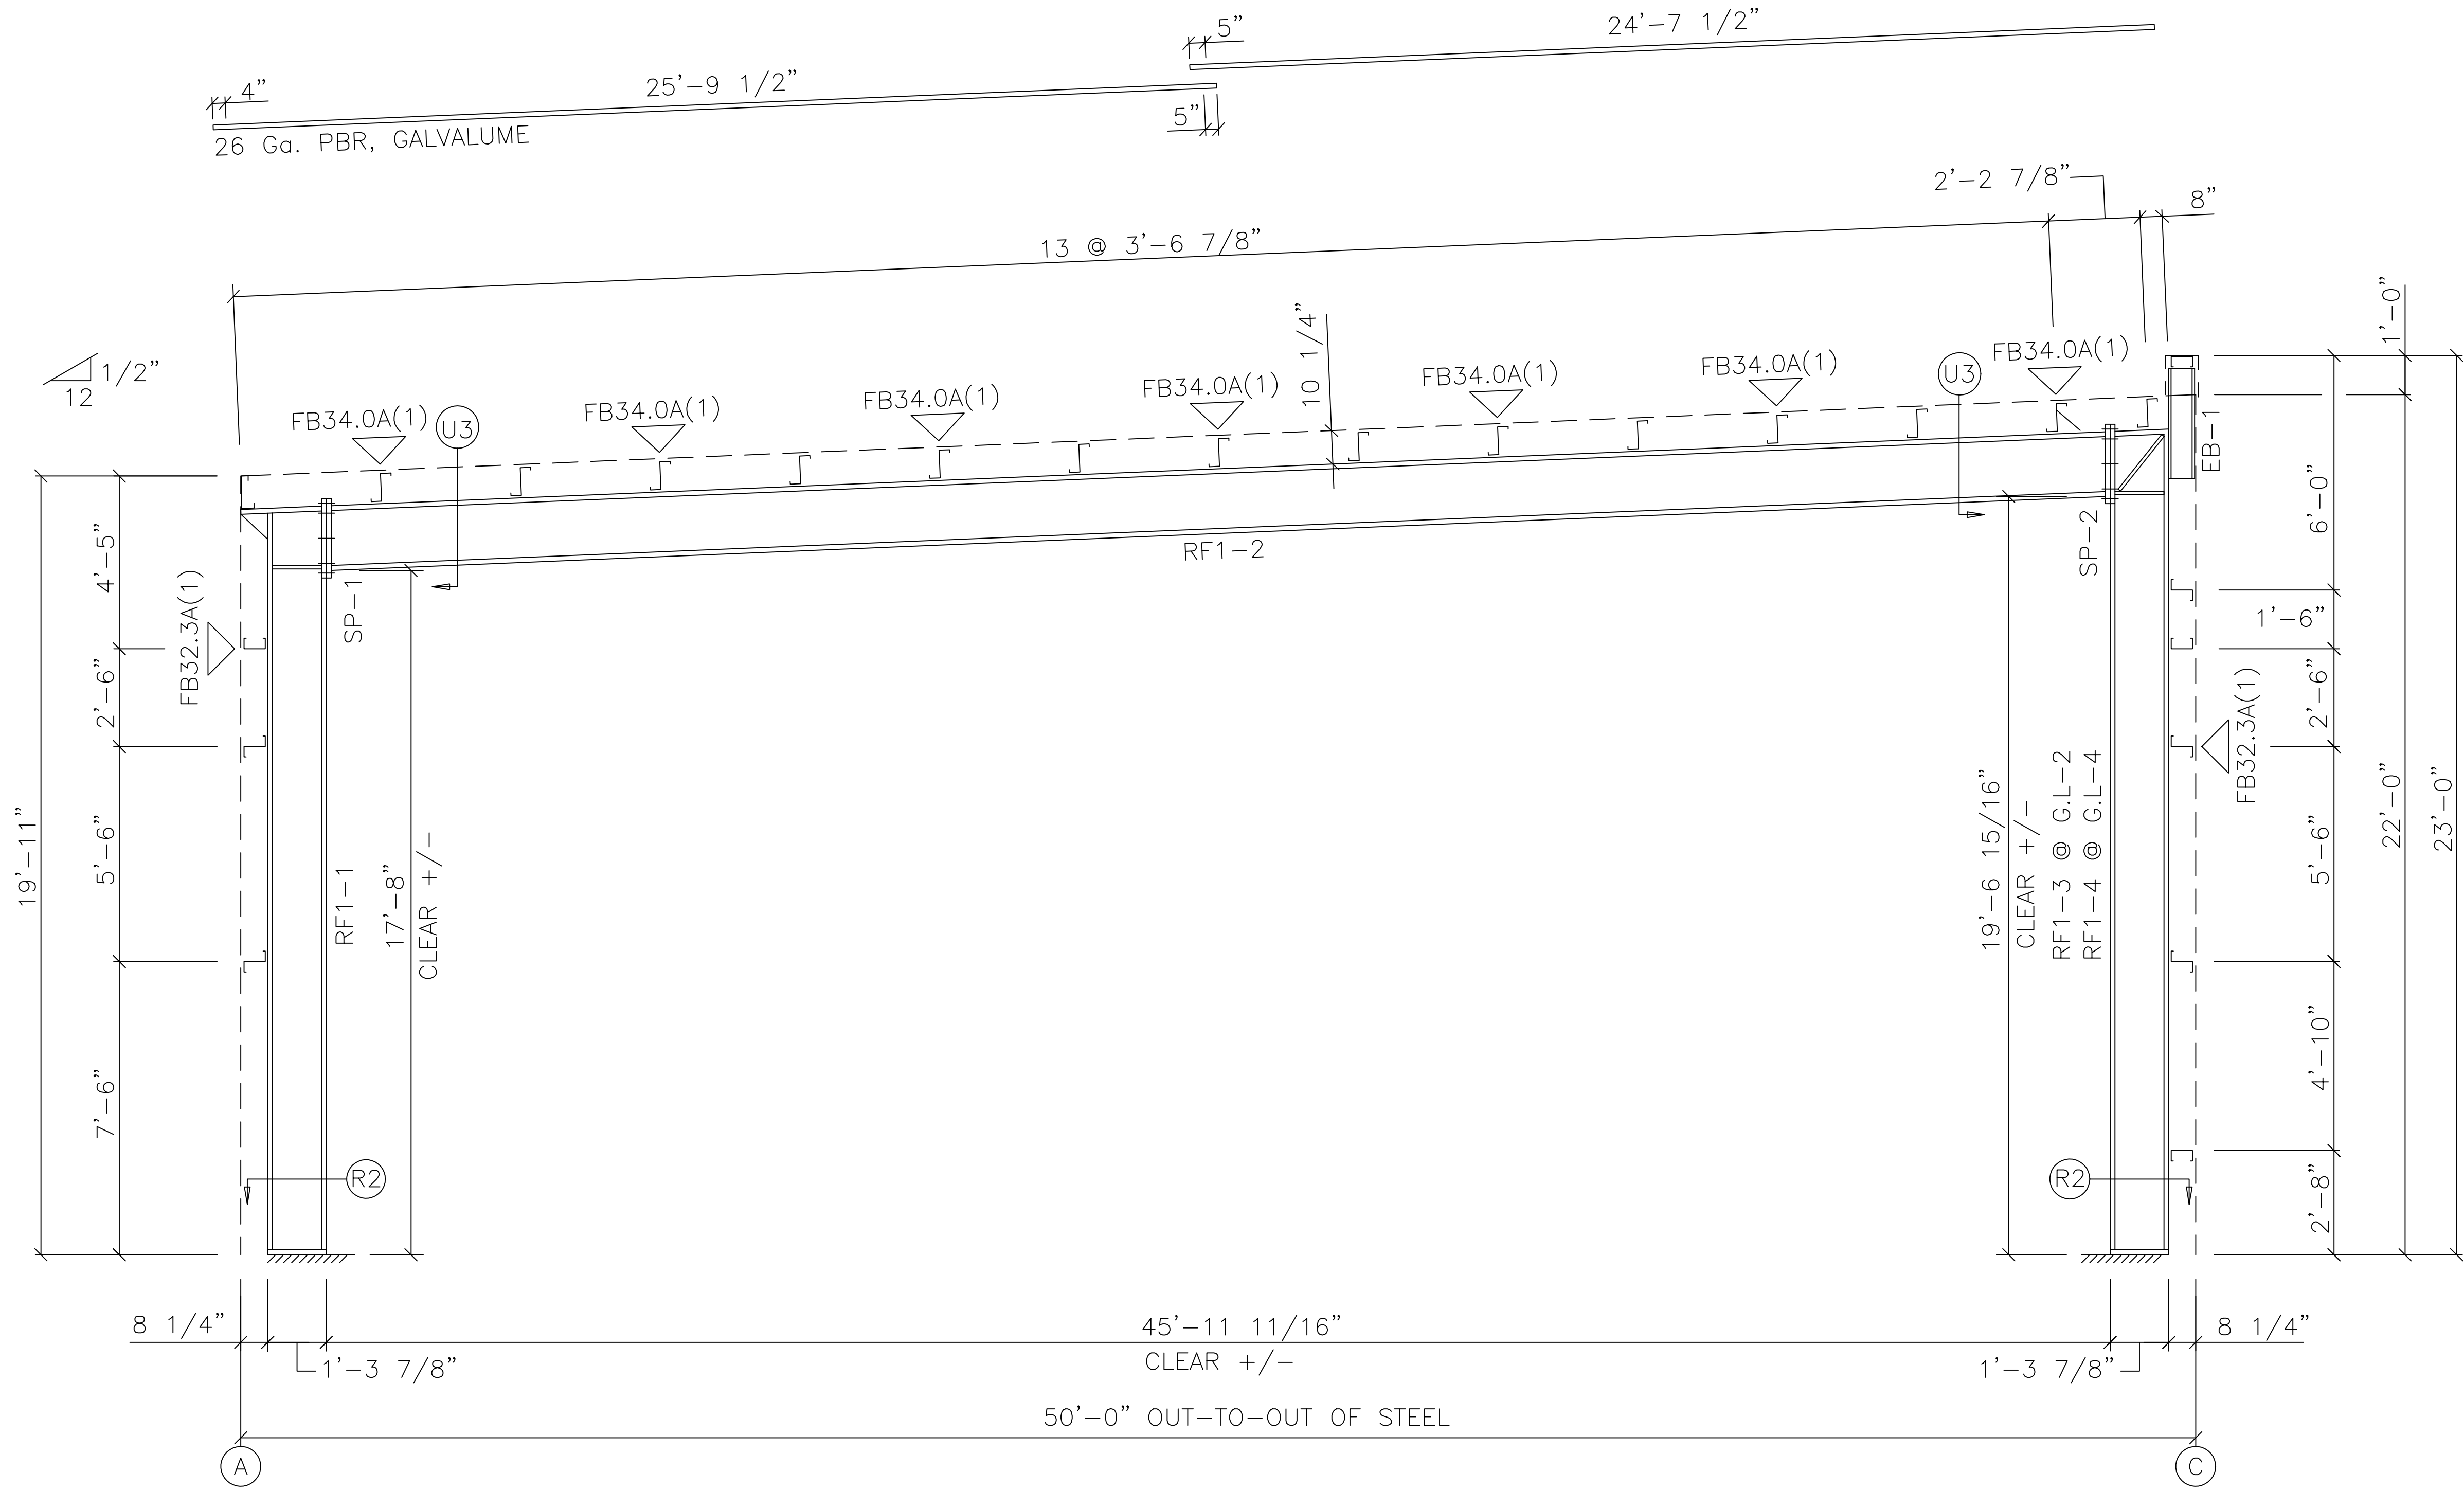 5”
24’-7 1/2”
4”
25’-9 1/2”
5”
26 Ga. PBR, GALVALUME
2’-2 7/8”
8”
13 @ 3’-6 7/8”
1/2”
12
10 1/4”
1’-0”
FB34.0A(1)
FB34.0A(1)
FB34.0A(1)
FB34.0A(1)
FB34.0A(1)
FB34.0A(1)
FB34.0A(1)
U3
U3
EB-1
4’-5”
6’-0”
SP-1
SP-2
RF1-2
FB32.3A(1)
1’-6”
2’-6”
2’-6”
FB32.3A(1)
19’-11”
5’-6”
RF1-1
17’-8”
CLEAR +/-
19’-6 15/16”
CLEAR +/-
RF1-3 @ G.L-2
RF1-4 @ G.L-4
5’-6”
22’-0”
23’-0”
7’-6”
4’-10”
R2
R2
2’-8”
8 1/4”
45’-11 11/16”
CLEAR +/-
8 1/4”
1’-3 7/8”
1’-3 7/8”
50’-0” OUT-TO-OUT OF STEEL
A
C